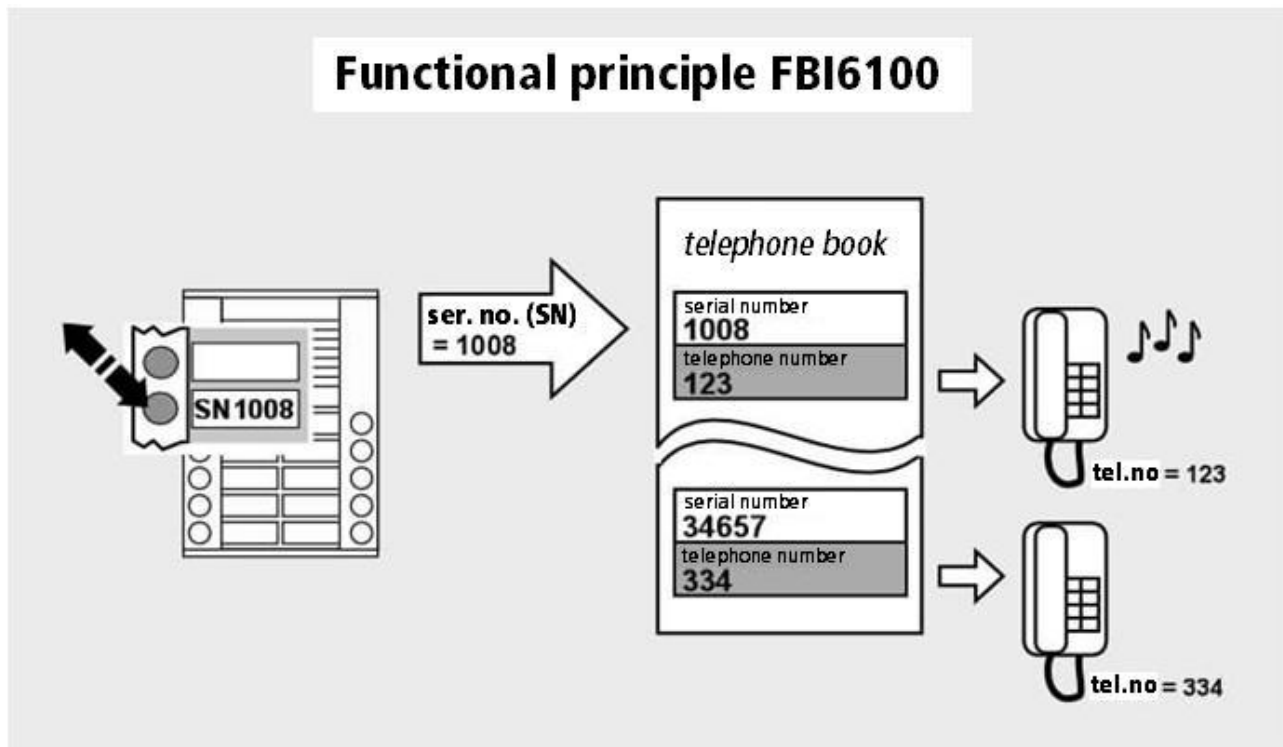 Functional principle FBI6100
SN1008
ser. no. (SN)
= 1008
telephone book
serial number
1008
telephone number
123
tel.no = 123
serial number
34657
telephone number
334
tel.no = 334